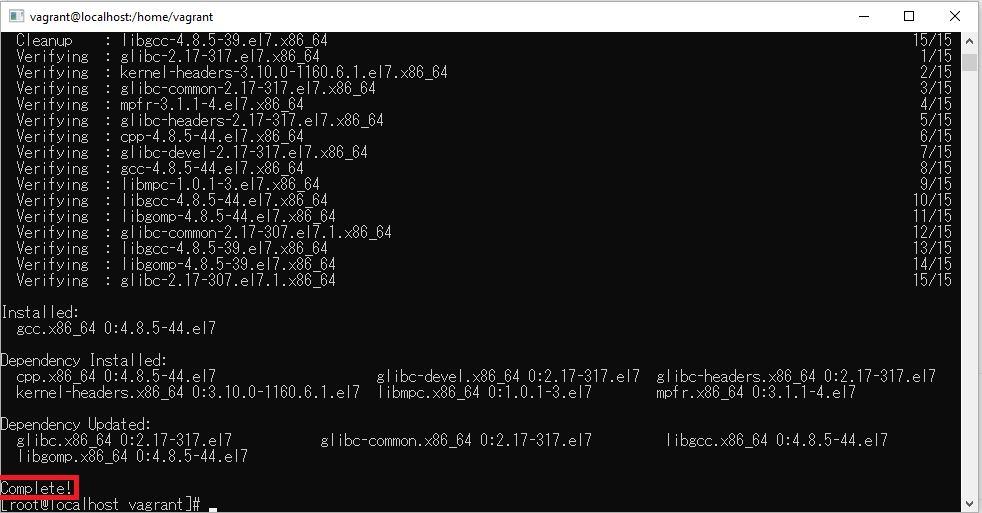 vagrant@localhost:/home/vagrant
Cleanup : libgcc-4.8.5-39.el7.x86_64 15/15
Verifying : glibc-2.17-317.el7.x86_64 1/15
Verifying : kernel-headers-3.10.0-1160.6.1.el7.x86_64 2/15
Verifying : glibc-common-2.17-317.el7.x86_64 3/15
Verifying : mpfr-3.1.1-4.el7.x86_64 4/15
Verifying : glibc-headers-2.17-317.el7.x86_64 5/15
Verifying : cpp-4.8.5-44.el7.x86_64 6/15
Verifying : glibc-devel-2.17-317.el7.x86_64 7/15
Verifying : gcc-4.8.5-44.el7.x86_64 8/15
Verifying : libmpc-1.0.1-3.el7.x86_64 9/15
Verifying : libgcc-4.8.5-44.el7.x86_64 10/15
Verifying : libgomp-4.8.5-44.el7.x86_64 11/15
Verifying : glibc-common-2.17-307.el7.1.x86_64 12/15
Verifying : libgcc-4.8.5-39.el7.x86_64 13/15
Verifying : libgomp-4.8.5-39.el7.x86_64 14/15
Verifying : glibc-2.17-307.el7.1.x86_64 15/15
Installed:
gcc.x86_64 0:4.8.5-44.el7
Dependency Installed:
cpp.x86_64 0:4.8.5-44.el7 glibc-devel.x86_64 0:2.17-317.el7 glibc-headers.x86_64 0:2.17-317.el7
kernel-headers.x86_64 0:3.10.0-1160.6.1.el7 libmpc.x86_64 0:1.0.1-3.el7 mpfr.x86_64 0:3.1.1-4.el7
Dependency Updated:
glibc.x86_64 0:2.17-317.el7 glibc-common.x86_64 0:2.17-317.el7 libgcc.x86_64 0:4.8.5-44.el7
libgomp.x86_64 0:4.8.5-44.el7
Complete!
[root@localhost vagrant]#